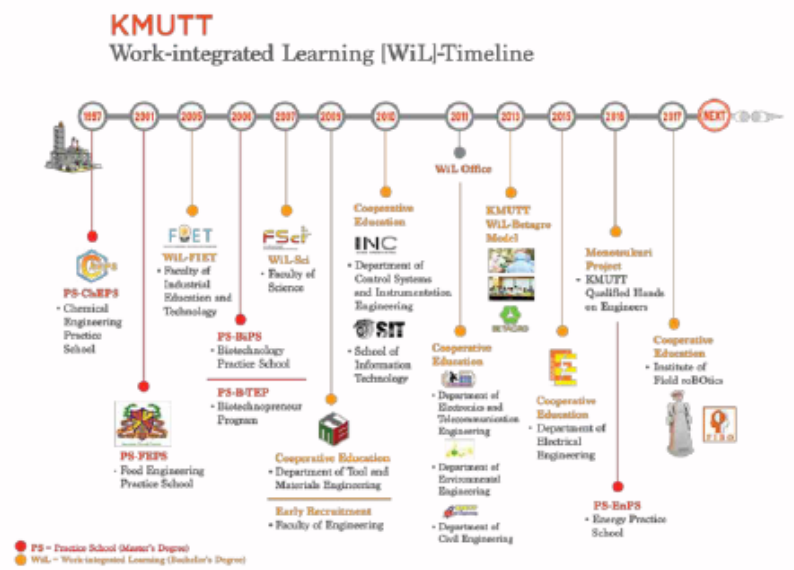 KMUTT
Work-integrated Learning [WiL]-Timeline
1997
2001
2005
2006
2007
2009
2010
2011
2013
2015
2016
2017
NEXT
PS-ChEPS
• Chemical
Engineering
Practice
School
PS-FEPS
• Food Engineering
Practice School
FIET
WiL-FIET
• Faculty of
Industrial
Education and
Technology
PS-BiPS
• Biotechnology
Practice School
PS-B-TEP
• Biotechnopreneur
Program
FSci
WiL-Sci
• Faculty of
Science
Cooperative Education
• Department of Tool and
Materials Engineering
Early Recruitment
• Faculty of Engineering
Cooperative
Education
INC
• Department of
Control Systems
and Instrumentation
Engineering
SIT
• School of
Information
Technology
WiL Office
Cooperative
Education
• Department of
Electronics and
Telecommunication
Engineering
• Department of
Environmental
Engineering
• Department of
Civil Engineering
KMUTT
WiL-Betagro
Model
BETAGRO
Cooperative
Education
• Department of
Electrical
Engineering
Monotsukuri
Project
• KMUTT
Qualified Hands
on Engineers
PS-EnPS
• Energy Practice
School
Cooperative
Education
• Institute of
Field roBOtics
FIBO
PS = Practice School (Master's Degree)
WiL = Work-integrated Learning (Bachelor's Degree)